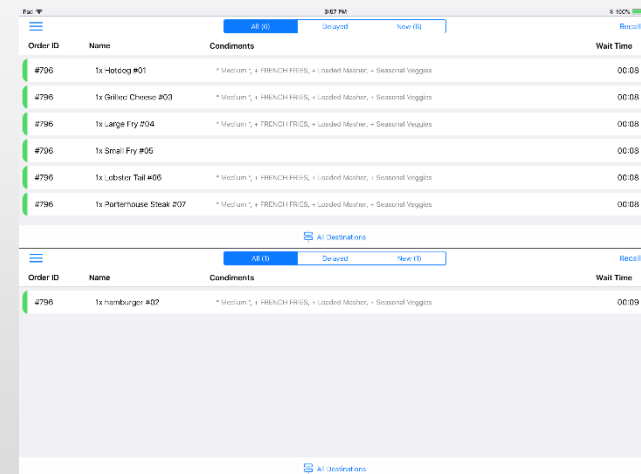 iPad 3:57 PM 100%
All (6) Delayed New (6) Recall
Order ID Name Condiments Wait Time
#796 1x Hotdog #01 * Medium *, + FRENCH FRIES, + Loaded Masher, + Seasonal Veggies 00:08
#796 1x Grilled Cheese #03 * Medium *, + FRENCH FRIES, + Loaded Masher, + Seasonal Veggies 00:08
#796 1x Large Fry #04 * Medium *, + FRENCH FRIES, + Loaded Masher, + Seasonal Veggies 00:08
#796 1x Small Fry #05 00:08
#796 1x Lobster Tail #06 * Medium *, + FRENCH FRIES, + Loaded Masher, + Seasonal Veggies 00:08
#796 1x Porterhouse Steak #07 * Medium *, + FRENCH FRIES, + Loaded Masher, + Seasonal Veggies 00:08
All Destinations
All (1) Delayed New (1) Recall
Order ID Name Condiments Wait Time
#796 1x hamburger #02 * Medium *, + FRENCH FRIES, + Loaded Masher, + Seasonal Veggies 00:09
All Destinations